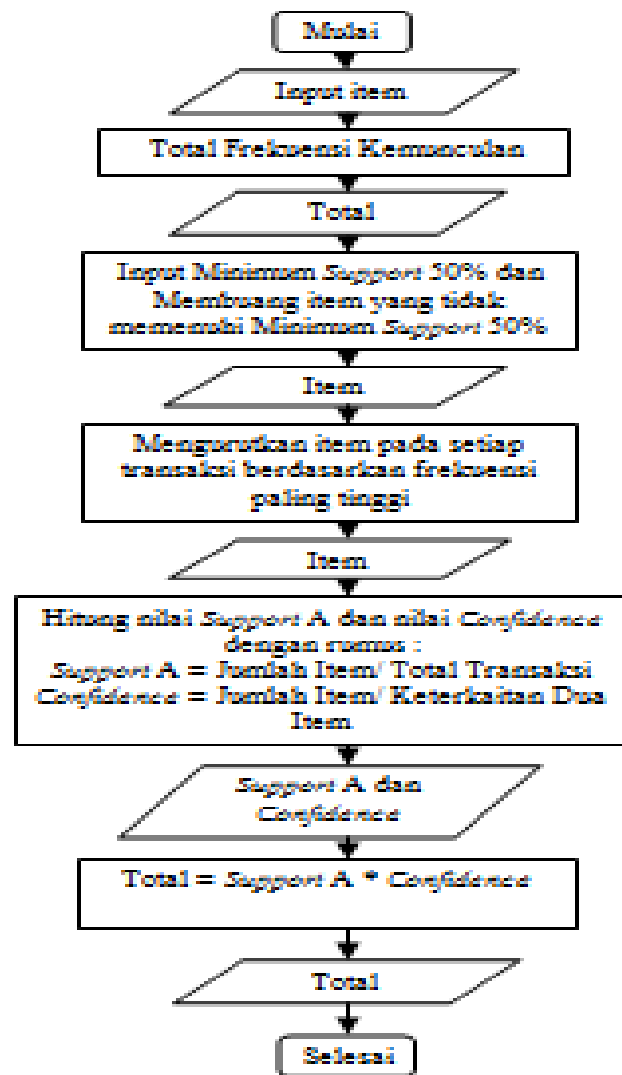 Mulai
Input item
Total Frekuensi Kemunculan
Total
Input Minimum Support 50% dan
Membuang item yang tidak
memenuhi Minimum Support 50%
Item
Mengurutkan item pada setiap
transaksi berdasarkan frekuensi
paling tinggi
Item
Hitung nilai Support A dan nilai Confidence
dengan rumus :
Support A = Jumlah Item/ Total Transaksi
Confidence = Jumlah Item/ Keterkaitan Dua
Item
Support A dan
Confidence
Total = Support A * Confidence
Total
Selesai